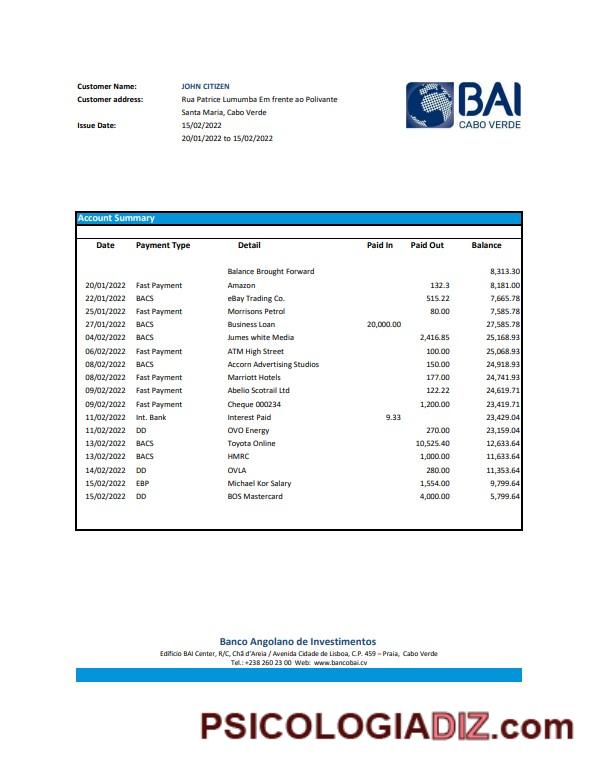 Customer Name: JOHN CITIZEN
Customer address: Rua Patrice Lumumba Em frente ao Polivante
Santa Maria, Cabo Verde
Issue Date: 15/02/2022
20/01/2022 to 15/02/2022
BAI
CABO VERDE
Account Summary
Date Payment Type Detail Paid In Paid Out Balance
Balance Brought Forward 8,313.30
20/01/2022 Fast Payment Amazon 132.3 8,181.00
22/01/2022 BACS eBay Trading Co. 515.22 7,665.78
25/01/2022 Fast Payment Morrisons Petrol 80.00 7,585.78
27/01/2022 BACS Business Loan 20,000.00 27,585.78
04/02/2022 BACS Jumes white Media 2,416.85 25,168.93
06/02/2022 Fast Payment ATM High Street 100.00 25,068.93
08/02/2022 BACS Accorn Advertising Studios 150.00 24,918.93
08/02/2022 Fast Payment Marriott Hotels 177.00 24,741.93
09/02/2022 Fast Payment Abelio Scotrail Ltd 122.22 24,619.71
09/02/2022 Fast Payment Cheque 000234 1,200.00 23,419.71
11/02/2022 Int. Bank Interest Paid 9.33 23,429.04
11/02/2022 DD OVO Energy 270.00 23,159.04
13/02/2022 BACS Toyota Online 10,525.40 12,633.64
13/02/2022 BACS HMRC 1,000.00 11,633.64
14/02/2022 DD OVLA 280.00 11,353.64
15/02/2022 EBP Michael Kor Salary 1,554.00 9,799.64
15/02/2022 DD BOS Mastercard 4,000.00 5,799.64
Banco Angolano de Investimentos
Edifício BAI Center, R/C, Chã d'Areia / Avenida Cidade de Lisboa, C.P. 459 – Praia, Cabo Verde
Tel.: +238 260 23 00 Web: www.bancobai.cv
PSICOLOGIADIZ.com